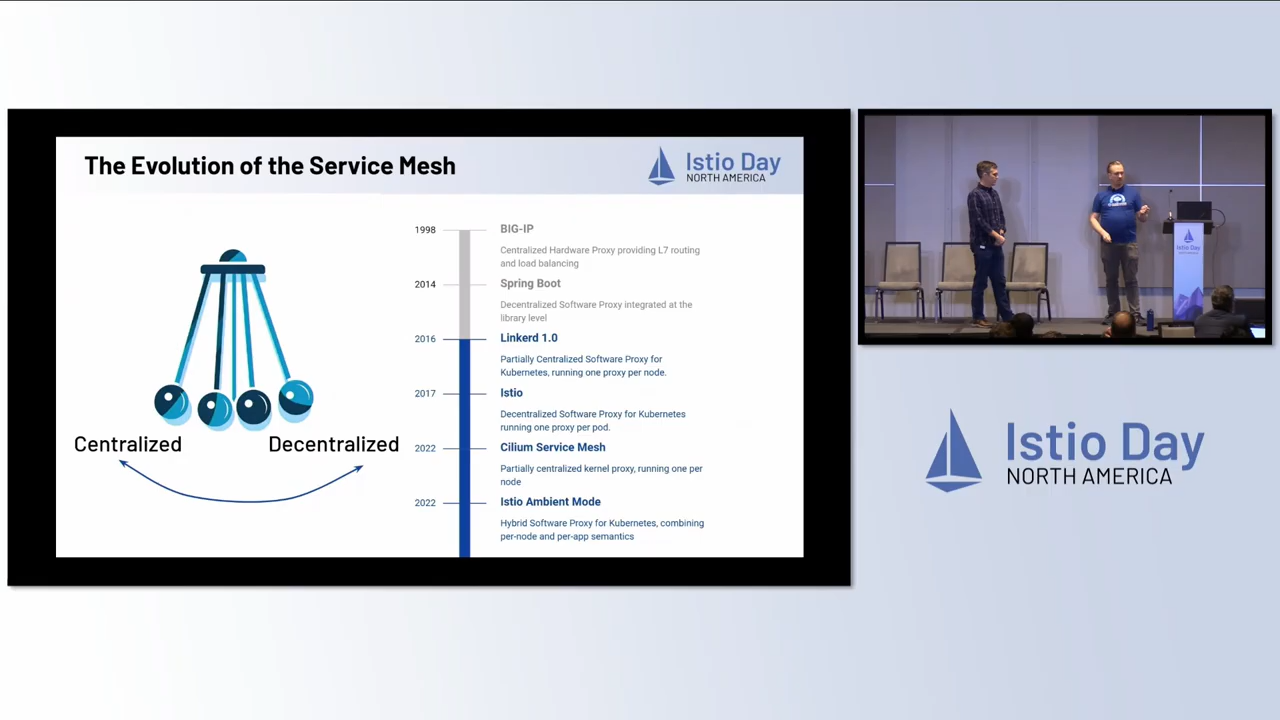 The Evolution of the Service Mesh
Istio Day
NORTH AMERICA
Centralized
Decentralized
1998
BIG-IP
Centralized Hardware Proxy providing L7 routing
and load balancing
2014
Spring Boot
Decentralized Software Proxy integrated at the
library level
2016
Linkerd 1.0
Partially Centralized Software Proxy for
Kubernetes, running one proxy per node.
2017
Istio
Decentralized Software Proxy for Kubernetes
running one proxy per pod.
2022
Cilium Service Mesh
Partially centralized kernel proxy, running one per
node
2022
Istio Ambient Mode
Hybrid Software Proxy for Kubernetes, combining
per-node and per-app semantics
Istio Day
Istio Day
NORTH AMERICA